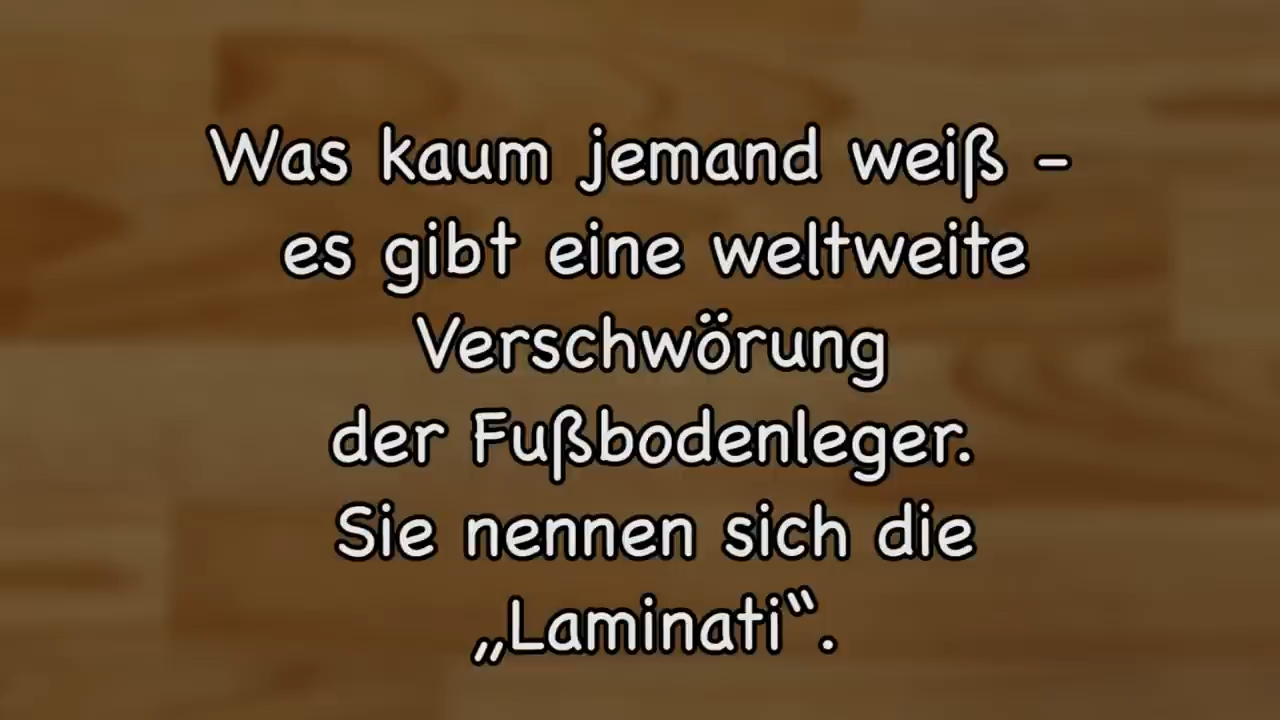 Was kaum jemand weiß –
es gibt eine weltweite
Verschwörung
der Fußbodenleger.
Sie nennen sich die
„Laminati“.